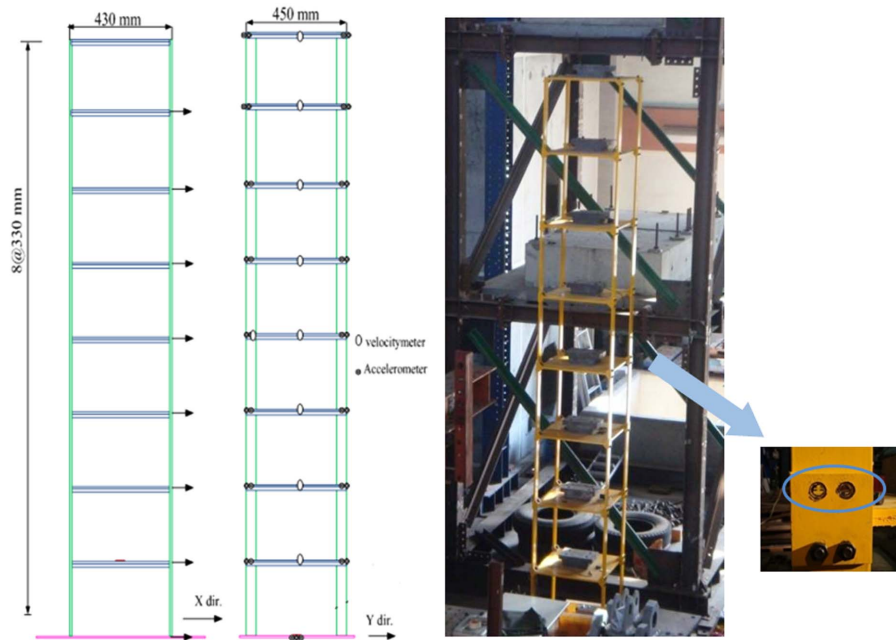 430 mm
450 mm
8@330 mm
velocitymeter
Accelerometer
X dir.
Y dir.